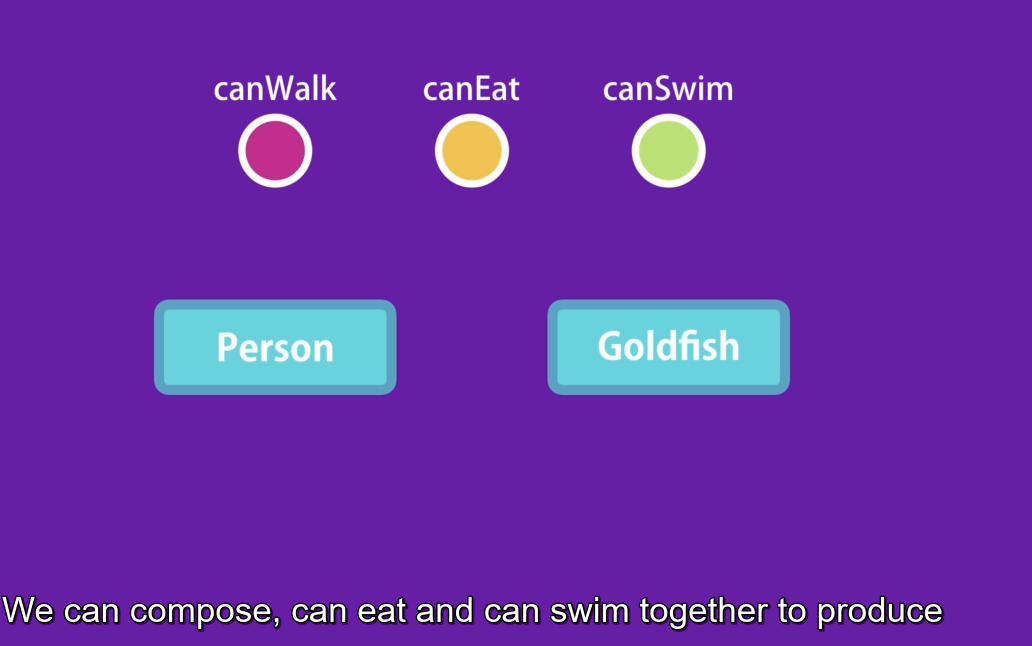 canWalk canEat canSwim
Person Goldfish
We can compose, can eat and can swim together to produce